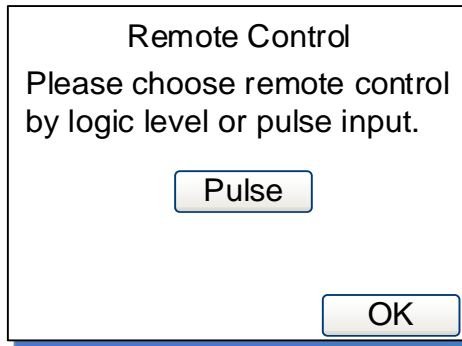 Remote Control
Please choose remote control
by logic level or pulse input.
Pulse
OK